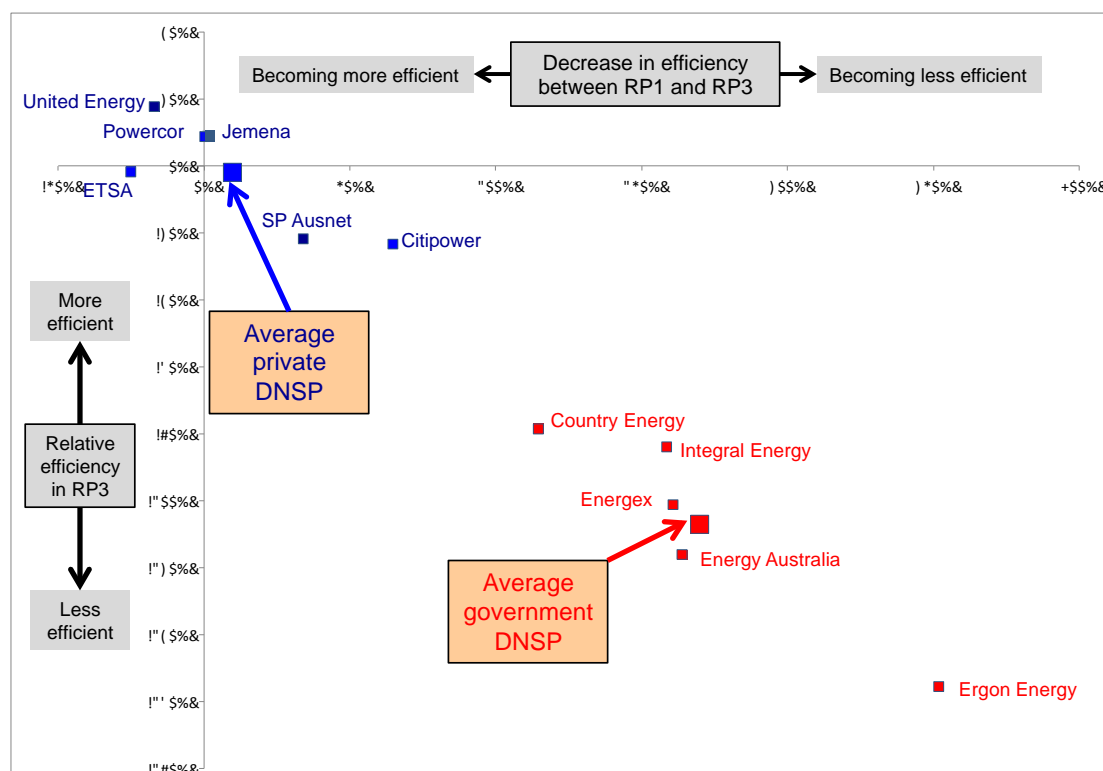 ( $%&
Becoming more efficient
Decrease in efficiency
between RP1 and RP3
Becoming less efficient
United Energy
) $%&
Powercor
Jemena
$%&
!*$%&
$%&
*$%&
"$$%&
"*$%&
) $$%&
) *$%&
+$$%&
ETSA
SP Ausnet
!) $%&
Citipower
!( $%&
More
efficient
Average
private
DNSP
!' $%&
Country Energy
!#$%&
Integral Energy
Relative
efficiency
in RP3
Energex
!"$$%&
Energy Australia
!") $%&
Average
government
DNSP
Less
efficient
!"( $%&
Ergon Energy
!"' $%&
!"#$%&